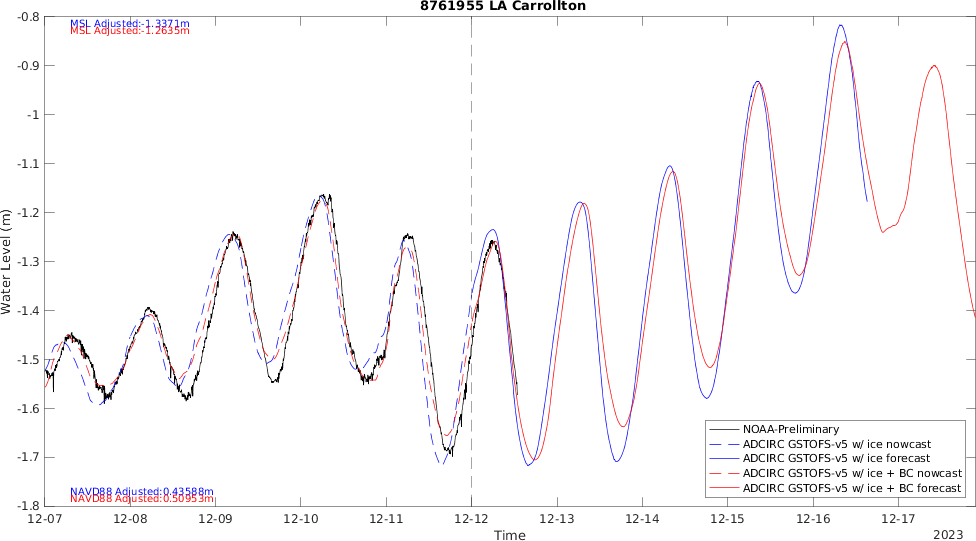 8761955 LA Carrollton
MSL Adjusted:-1.3371m
MSL Adjusted:-1.2635m
-0.8
-0.9
-1
-1.1
-1.2
-1.3
-1.4
-1.5
-1.6
-1.7
-1.8
Water Level (m)
NOAA-Preliminary
ADCIRC GSTOFS-v5 w/ ice nowcast
ADCIRC GSTOFS-v5 w/ ice forecast
ADCIRC GSTOFS-v5 w/ ice + BC nowcast
ADCIRC GSTOFS-v5 w/ ice + BC forecast
NAVD88 Adjusted:0.43588m
NAVD88 Adjusted:0.50953m
12-07 12-08 12-09 12-10 12-11 12-12 12-13 12-14 12-15 12-16 12-17
Time
2023